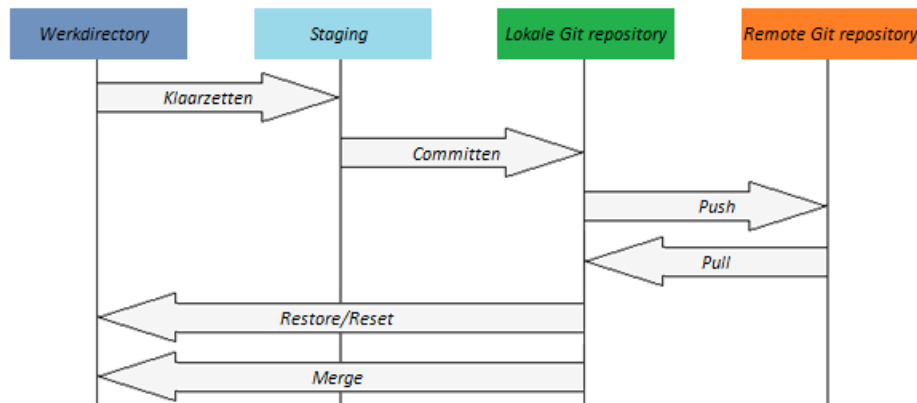 Werkdirectory
Staging
Lokale Git repository
Remote Git repository
Klaarzetten
Committen
Push
Pull
Restore/Reset
Merge